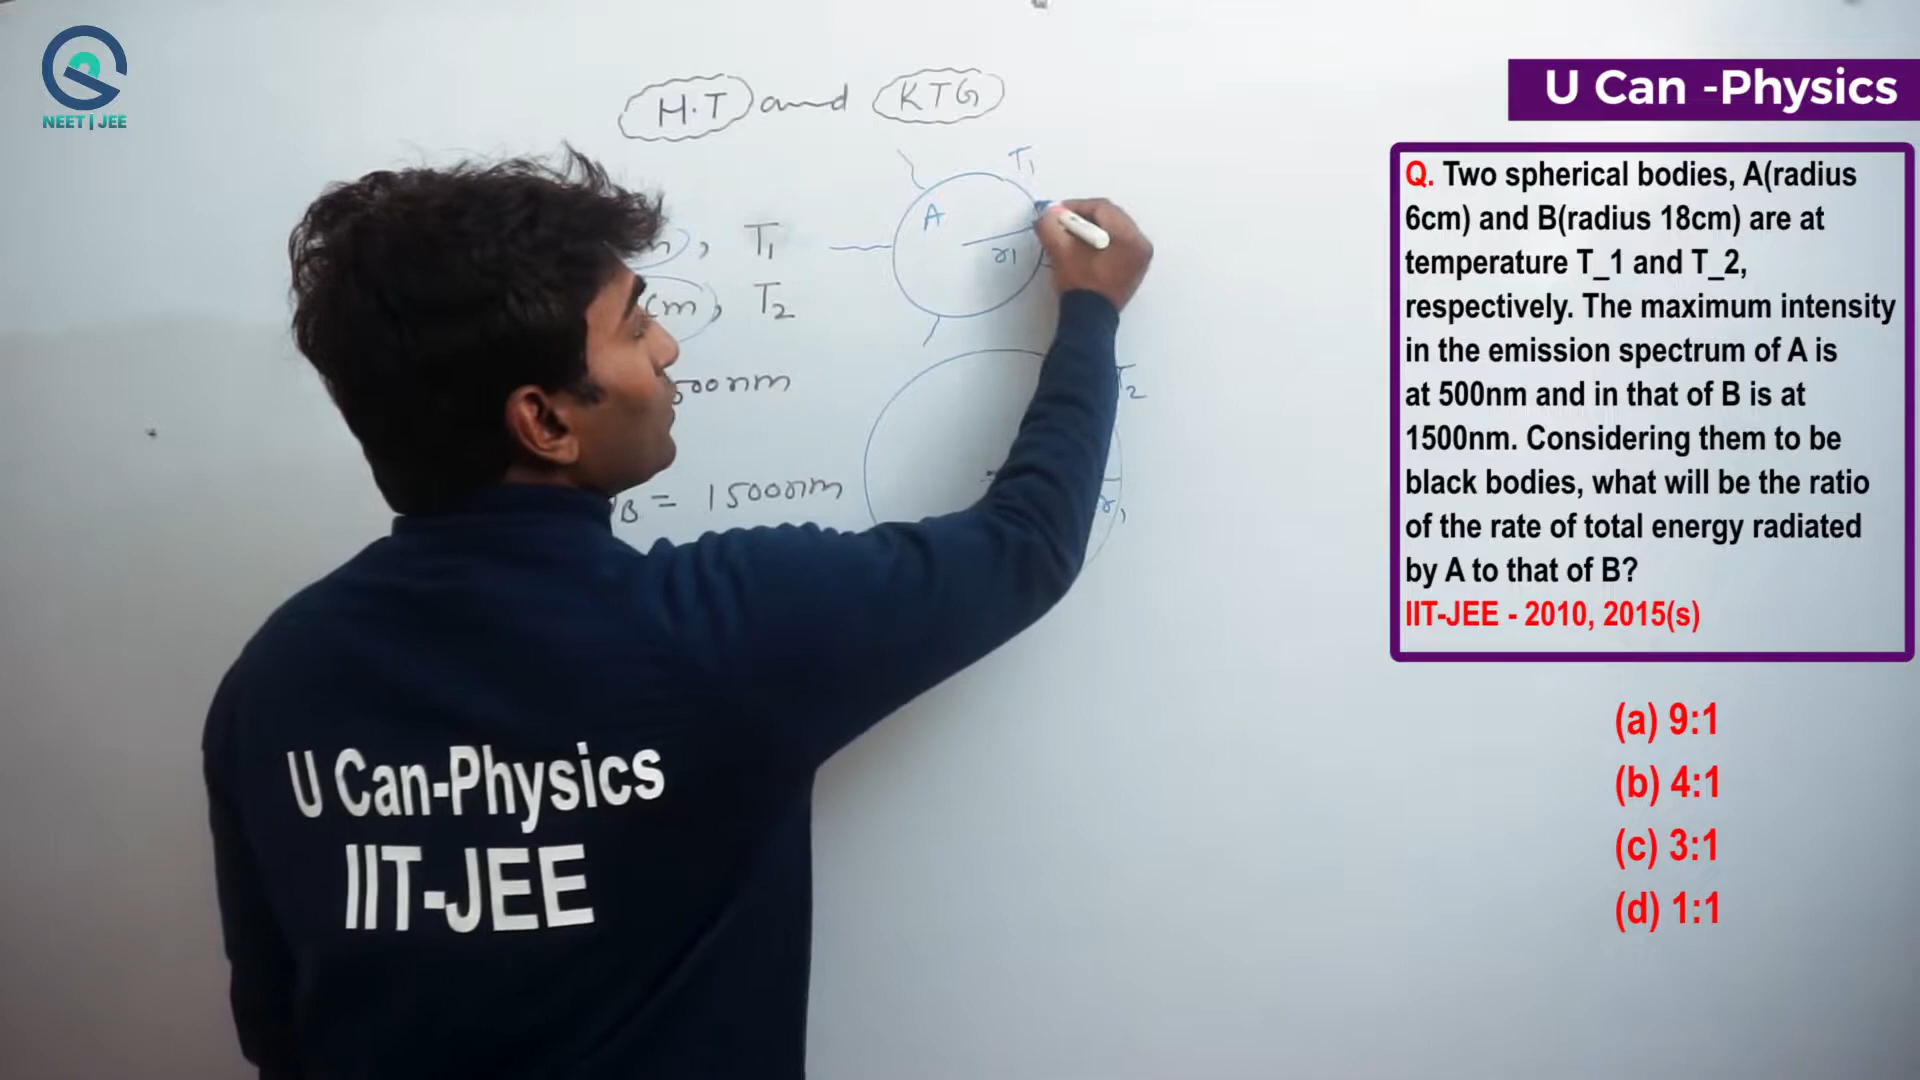 NEET | JEE
H.T and KTG
U Can -Physics
Q. Two spherical bodies, A(radius
6cm) and B(radius 18cm) are at
temperature T_1 and T_2,
respectively. The maximum intensity
in the emission spectrum of A is
at 500nm and in that of B is at
1500nm. Considering them to be
black bodies, what will be the ratio
of the rate of total energy radiated
by A to that of B?
IIT-JEE - 2010, 2015(s)
(a) 9:1
(b) 4:1
(c) 3:1
(d) 1:1
), T1
cm), T2
500nm
B = 1500nm
T1
A
r1
T2
r1
U Can-Physics
IIT-JEE